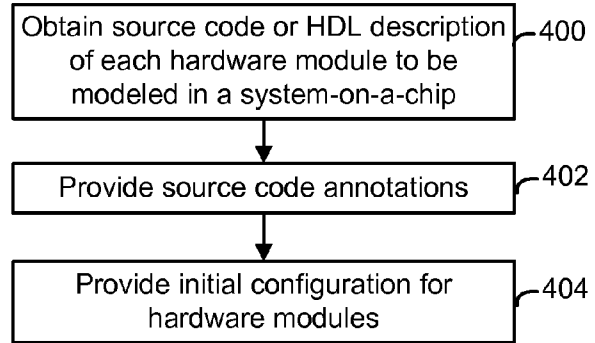 Obtain source code or HDL description
of each hardware module to be
modeled in a system-on-a-chip
400
Provide source code annotations
402
Provide initial configuration for
hardware modules
404